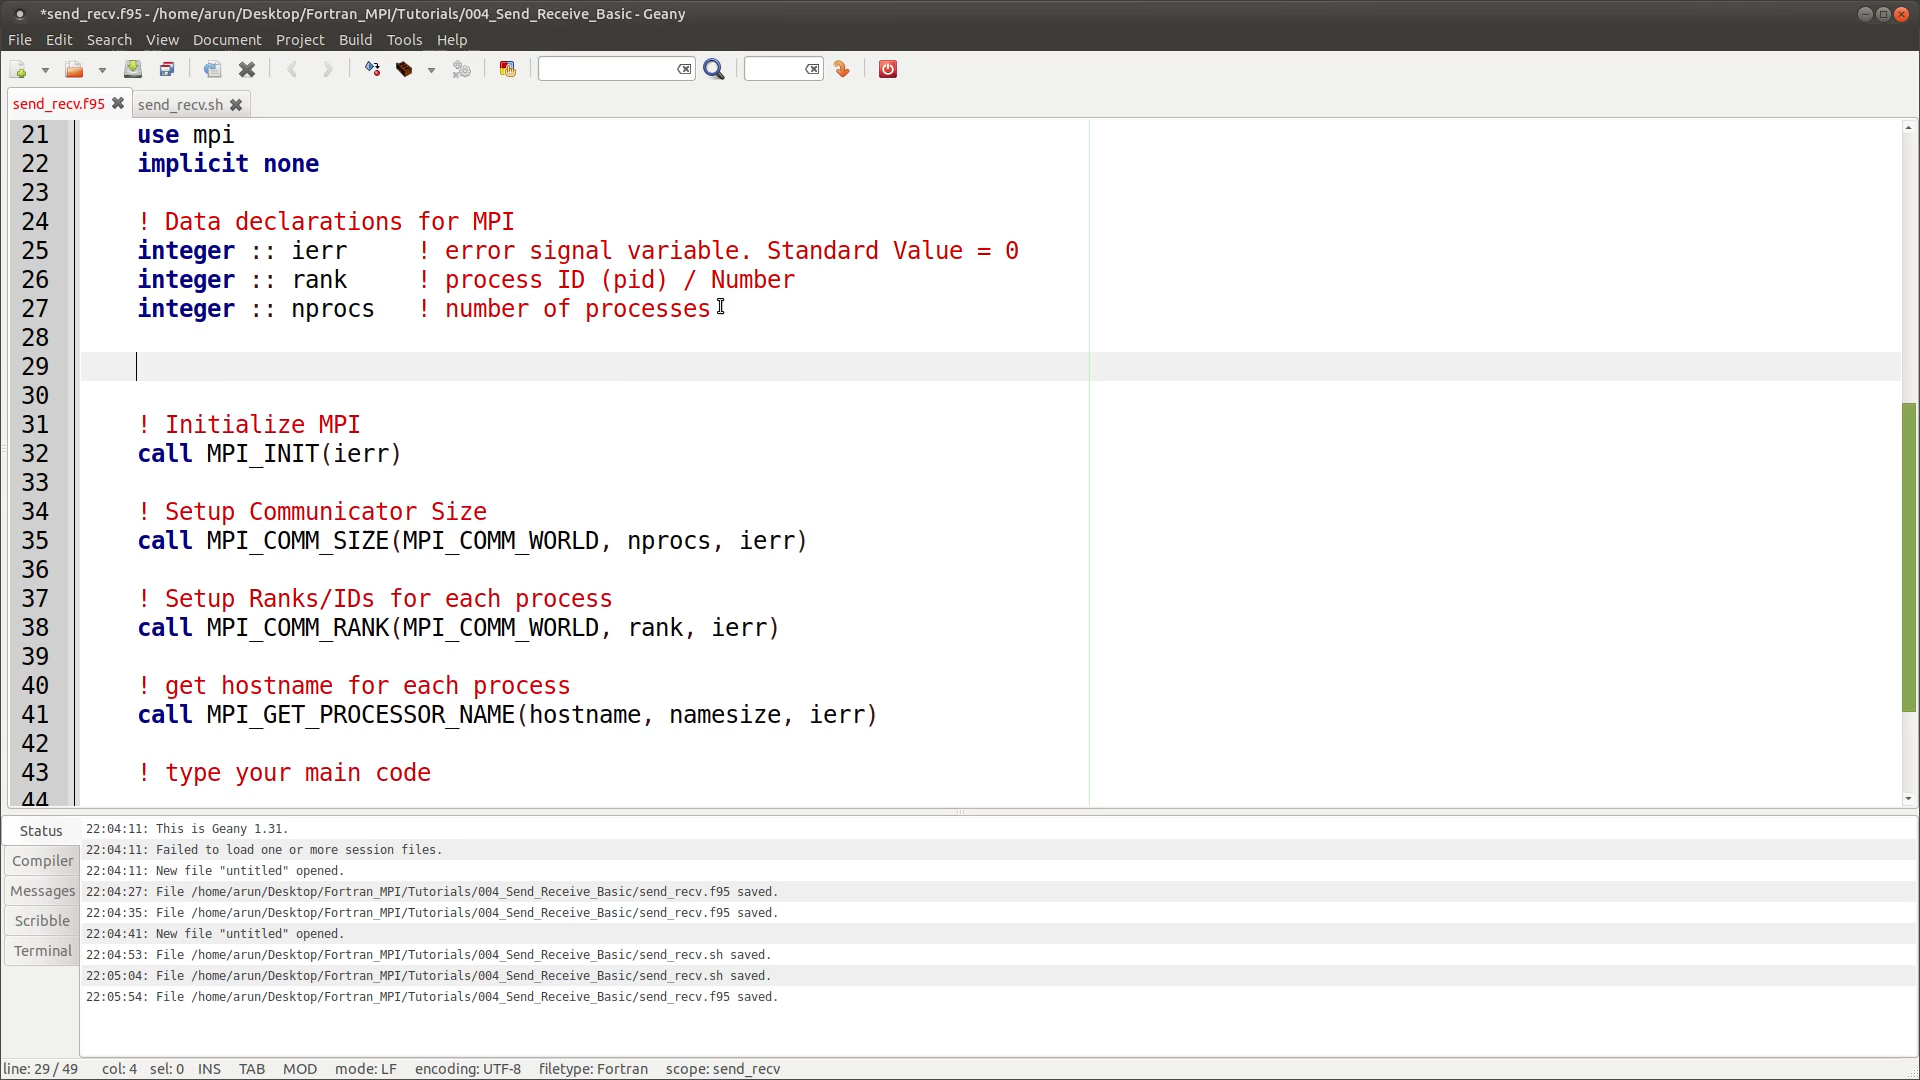 *send_recv.f95 - /home/arun/Desktop/Fortran_MPI/Tutorials/004_Send_Receive_Basic - Geany
File Edit Search View Document Project Build Tools Help
send_recv.f95 send_recv.sh
21 use mpi
22 implicit none
23
24 ! Data declarations for MPI
25 integer :: ierr ! error signal variable. Standard Value = 0
26 integer :: rank ! process ID (pid) / Number
27 integer :: nprocs ! number of processes
28
29
30
31 ! Initialize MPI
32 call MPI_INIT(ierr)
33
34 ! Setup Communicator Size
35 call MPI_COMM_SIZE(MPI_COMM_WORLD, nprocs, ierr)
36
37 ! Setup Ranks/IDs for each process
38 call MPI_COMM_RANK(MPI_COMM_WORLD, rank, ierr)
39
40 ! get hostname for each process
41 call MPI_GET_PROCESSOR_NAME(hostname, namesize, ierr)
42
43 ! type your main code
44
Status
Compiler
Messages
Scribble
Terminal
22:04:11: This is Geany 1.31.
22:04:11: Failed to load one or more session files.
22:04:11: New file "untitled" opened.
22:04:27: File /home/arun/Desktop/Fortran_MPI/Tutorials/004_Send_Receive_Basic/send_recv.f95 saved.
22:04:35: File /home/arun/Desktop/Fortran_MPI/Tutorials/004_Send_Receive_Basic/send_recv.f95 saved.
22:04:41: New file "untitled" opened.
22:04:53: File /home/arun/Desktop/Fortran_MPI/Tutorials/004_Send_Receive_Basic/send_recv.sh saved.
22:05:04: File /home/arun/Desktop/Fortran_MPI/Tutorials/004_Send_Receive_Basic/send_recv.sh saved.
22:05:54: File /home/arun/Desktop/Fortran_MPI/Tutorials/004_Send_Receive_Basic/send_recv.f95 saved.
line: 29 / 49 col: 4 sel: 0 INS TAB MOD mode: LF encoding: UTF-8 filetype: Fortran scope: send_recv